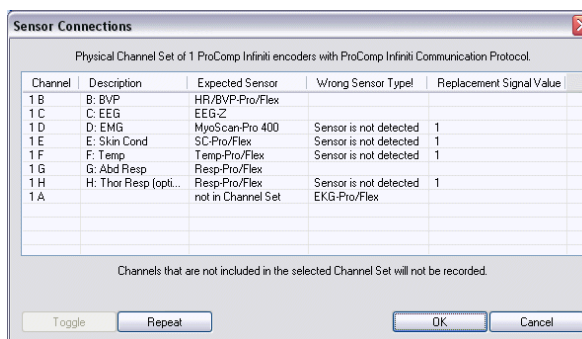 Sensor Connections
Physical Channel Set of 1 ProComp Infiniti encoders with ProComp Infiniti Communication Protocol.
Channel Description Expected Sensor Wrong Sensor Type! Replacement Signal Value
1 B B: BVP HR/BVP-Pro/Flex
1 C C: EEG EEG-Z
1 D D: EMG MyoScan-Pro 400 Sensor is not detected 1
1 E E: Skin Cond SC-Pro/Flex Sensor is not detected 1
1 F F: Temp Temp-Pro/Flex Sensor is not detected 1
1 G G: Abd Resp Resp-Pro/Flex
1 H H: Thor Resp (opti... Resp-Pro/Flex Sensor is not detected 1
1 A not in Channel Set EKG-Pro/Flex
Channels that are not included in the selected Channel Set will not be recorded.
Toggle Repeat OK Cancel